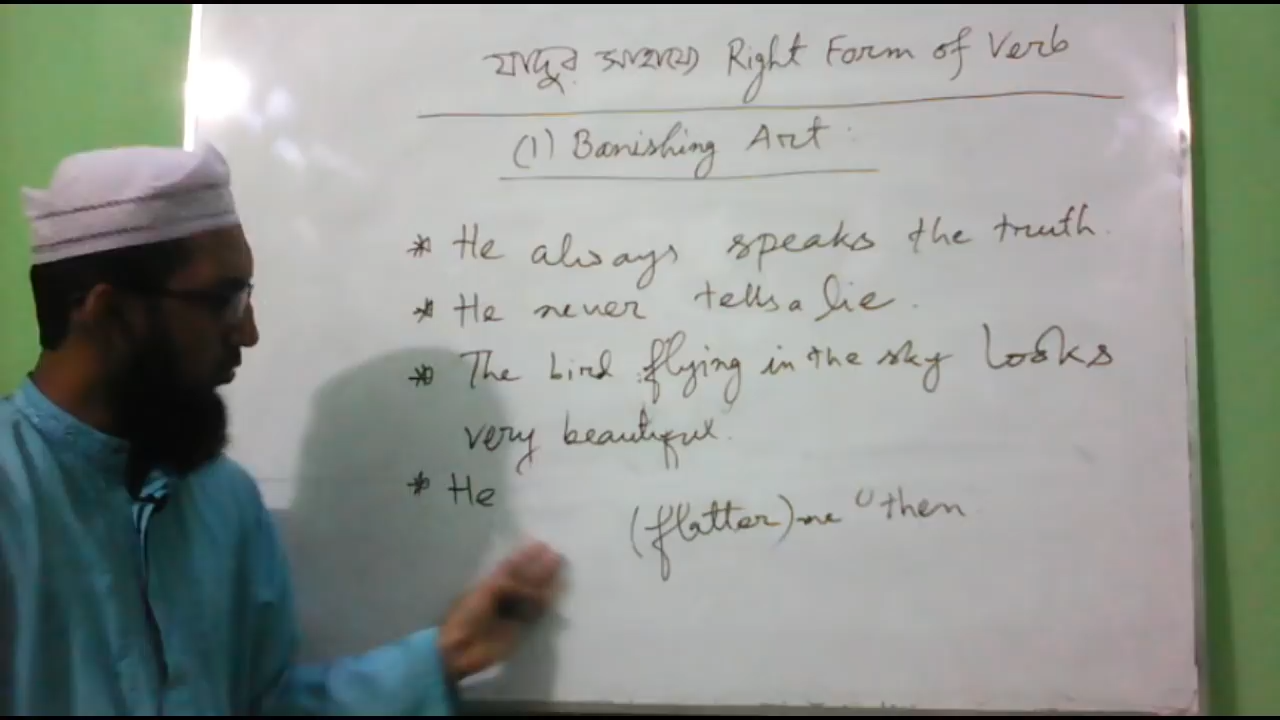 যাদুর সাহায্যে Right Form of Verb
(1) Banishing Art :
* He always speaks the truth.
* He never tells a lie.
* The bird flying in the sky looks
very beautiful.
* He
(flatter) me then